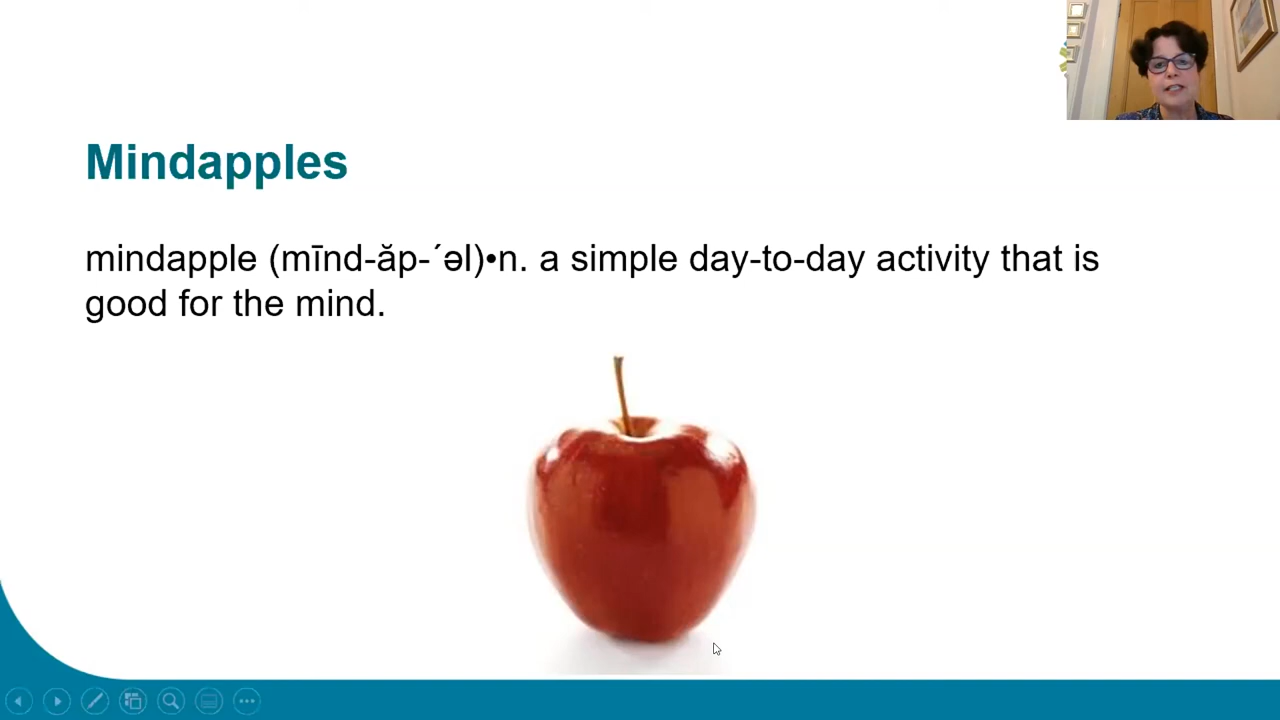 Mindapples
mindapple (mīnd-ăp-´əl)•n. a simple day-to-day activity that is
good for the mind.